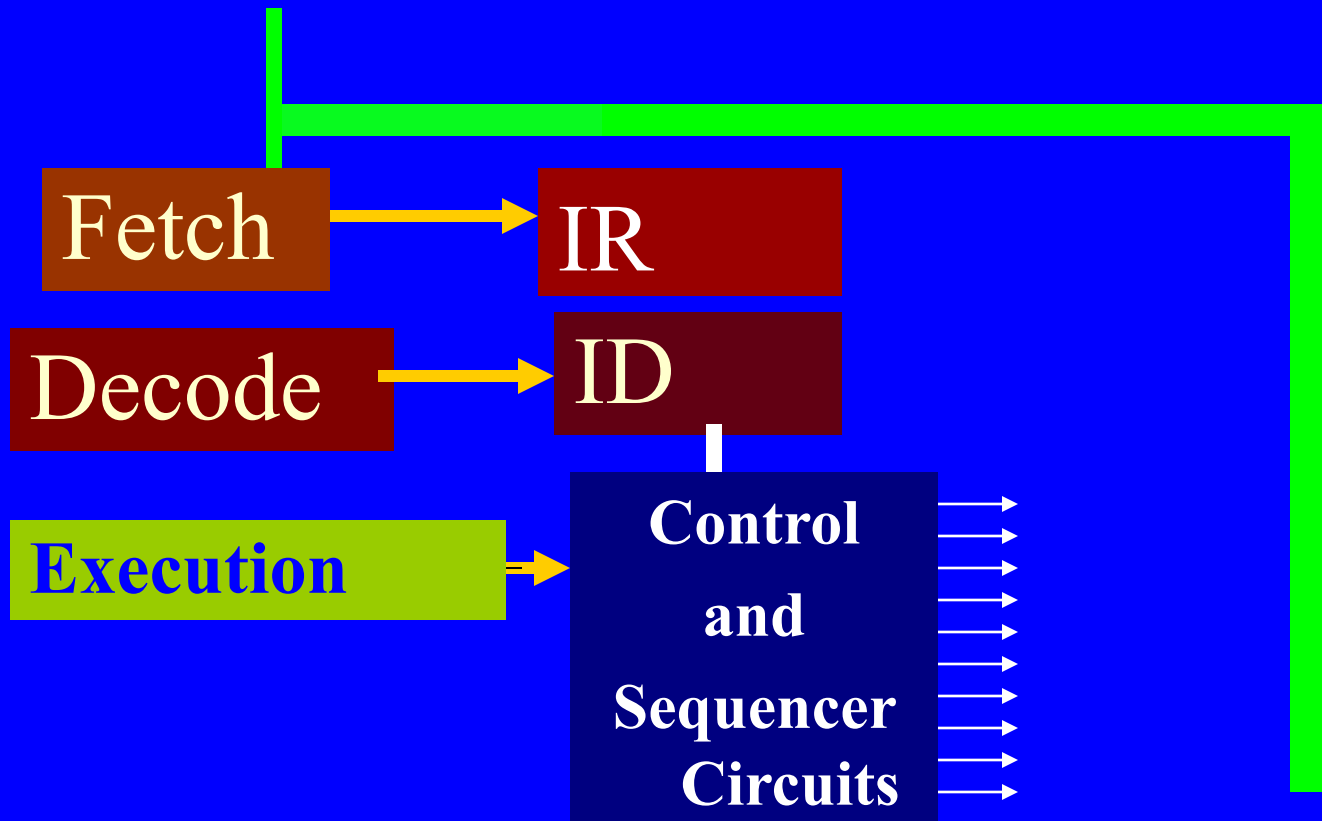 Fetch
IR
Decode
ID
Execution
Control
and
Sequencer
Circuits